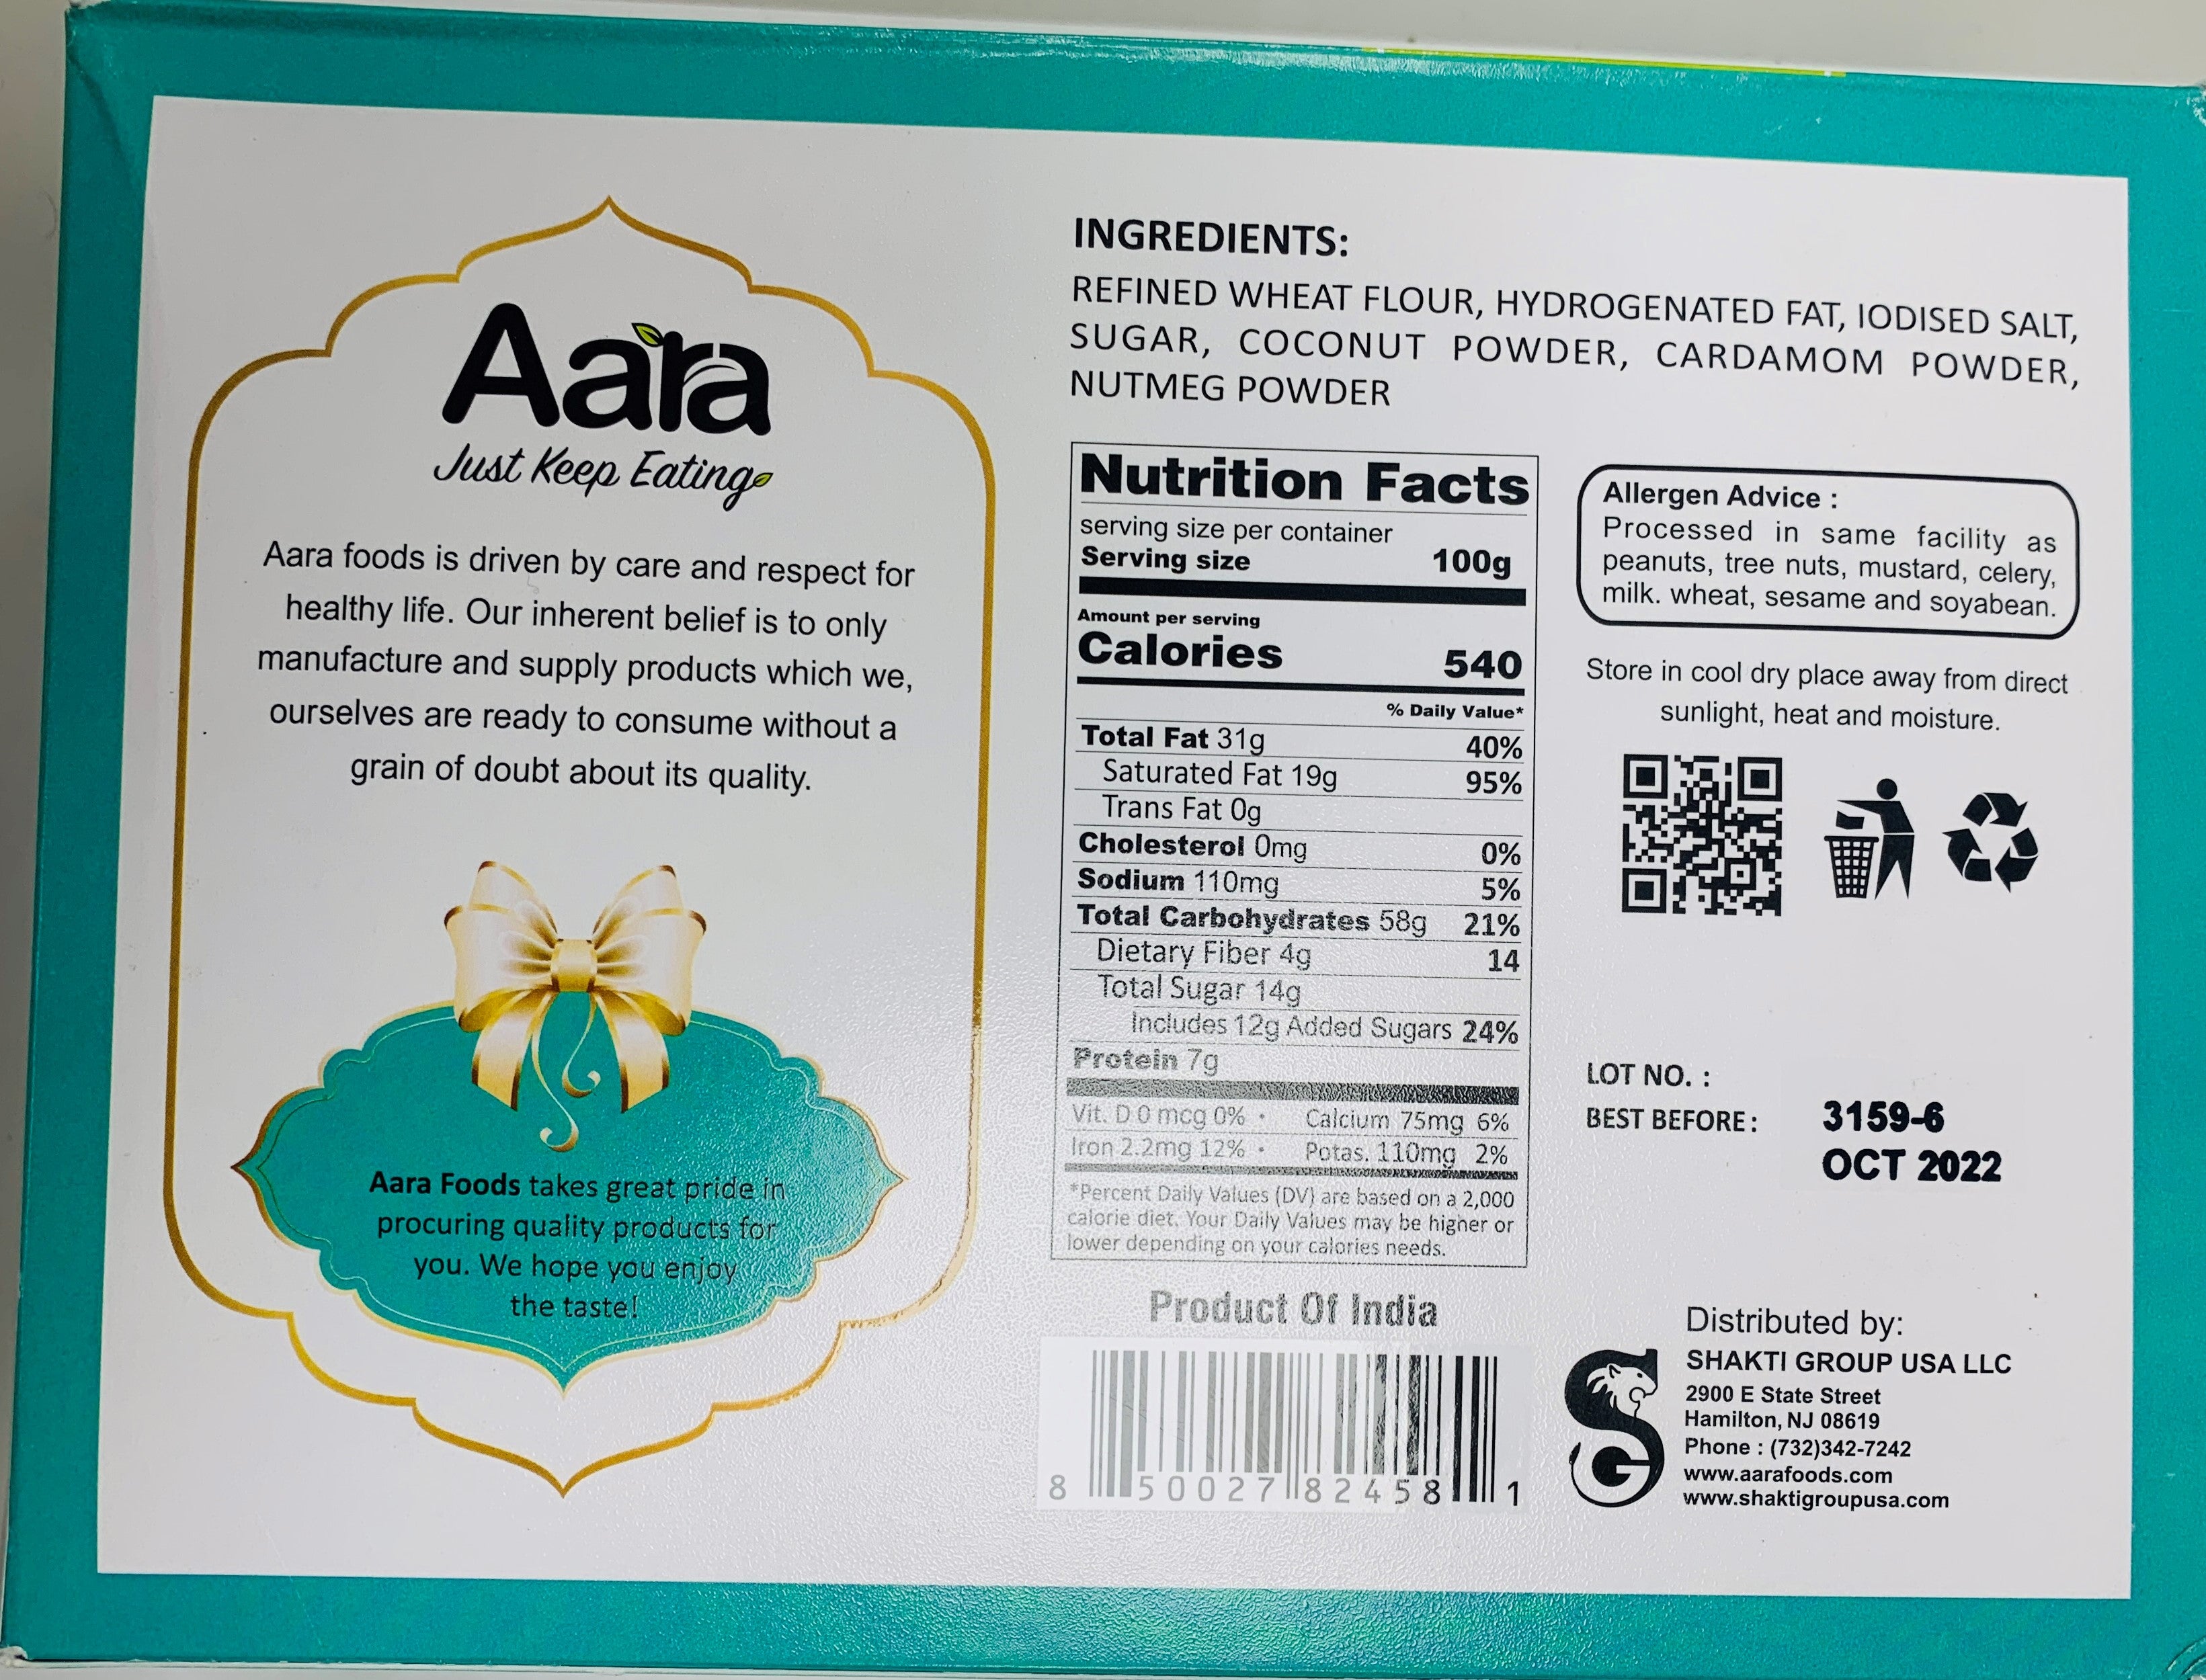 Aara
Just Keep Eating
Aara foods is driven by care and respect for
healthy life. Our inherent belief is to only
manufacture and supply products which we,
ourselves are ready to consume without a
grain of doubt about its quality.
Aara Foods takes great pride in
procuring quality products for
you. We hope you enjoy
the taste!
INGREDIENTS:
REFINED WHEAT FLOUR, HYDROGENATED FAT, IODISED SALT,
SUGAR, COCONUT POWDER, CARDAMOM POWDER,
NUTMEG POWDER
Nutrition Facts
serving size per container
Serving size 100g
Amount per serving
Calories 540
% Daily Value*
Total Fat 31g 40%
Saturated Fat 19g 95%
Trans Fat 0g
Cholesterol 0mg 0%
Sodium 110mg 5%
Total Carbohydrates 58g 21%
Dietary Fiber 4g 14
Total Sugar 14g
Includes 12g Added Sugars 24%
Protein 7g
Vit. D 0 mcg 0% • Calcium 75mg 6%
Iron 2.2mg 12% • Potas. 110mg 2%
*Percent Daily Values (DV) are based on a 2,000
calorie diet. Your Daily Values may be higher or
lower depending on your calories needs.
Product Of India
8 50027 82458 1
Allergen Advice :
Processed in same facility as
peanuts, tree nuts, mustard, celery,
milk. wheat, sesame and soyabean.
Store in cool dry place away from direct
sunlight, heat and moisture.
LOT NO. :
BEST BEFORE: 3159-6
OCT 2022
Distributed by:
SHAKTI GROUP USA LLC
2900 E State Street
Hamilton, NJ 08619
Phone : (732)342-7242
www.aarafoods.com
www.shaktigroupusa.com
SG